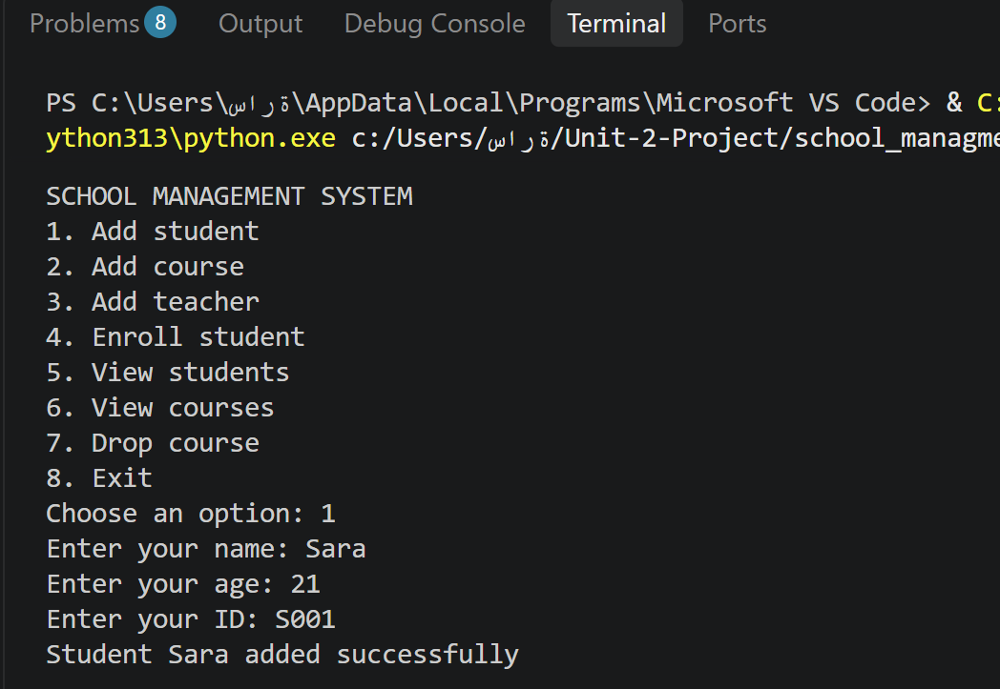 Problems 8 Output Debug Console Terminal Ports
PS C:\Users\سارة\AppData\Local\Programs\Microsoft VS Code> & C:
ython313\python.exe c:/Users/سارة/Unit-2-Project/school_managme
SCHOOL MANAGEMENT SYSTEM
1. Add student
2. Add course
3. Add teacher
4. Enroll student
5. View students
6. View courses
7. Drop course
8. Exit
Choose an option: 1
Enter your name: Sara
Enter your age: 21
Enter your ID: S001
Student Sara added successfully